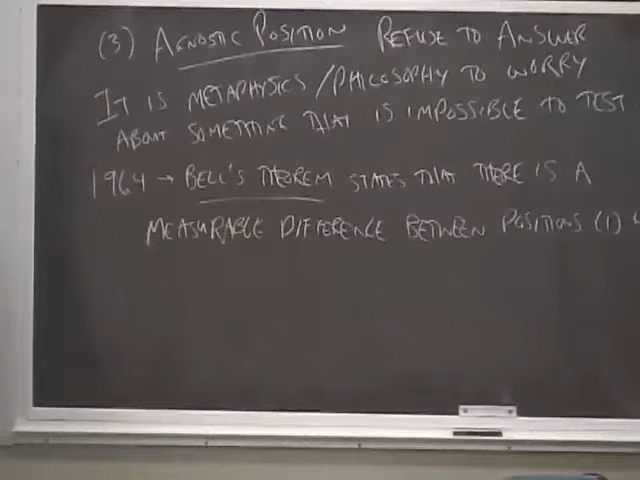 (3) AGNOSTIC POSITION REFUSE TO ANSWER
IT IS METAPHYSICS/PHILOSOPHY TO WORRY
ABOUT SOMETHING THAT IS IMPOSSIBLE TO TEST
1964 → BELL'S THEOREM STATES THAT THERE IS A
MEASURABLE DIFFERENCE BETWEEN POSITIONS (1)